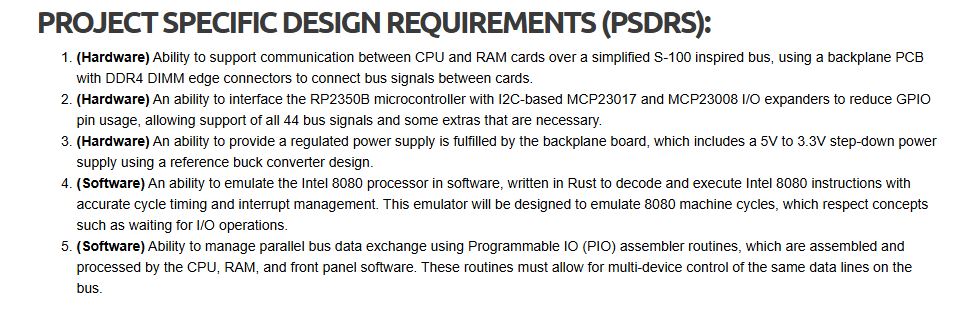 PROJECT SPECIFIC DESIGN REQUIREMENTS (PSDRS):
1. (Hardware) Ability to support communication between CPU and RAM cards over a simplified S-100 inspired bus, using a backplane PCB
with DDR4 DIMM edge connectors to connect bus signals between cards.
2. (Hardware) An ability to interface the RP2350B microcontroller with I2C-based MCP23017 and MCP23008 I/O expanders to reduce GPIO
pin usage, allowing support of all 44 bus signals and some extras that are necessary.
3. (Hardware) An ability to provide a regulated power supply is fulfilled by the backplane board, which includes a 5V to 3.3V step-down power
supply using a reference buck converter design.
4. (Software) An ability to emulate the Intel 8080 processor in software, written in Rust to decode and execute Intel 8080 instructions with
accurate cycle timing and interrupt management. This emulator will be designed to emulate 8080 machine cycles, which respect concepts
such as waiting for I/O operations.
5. (Software) Ability to manage parallel bus data exchange using Programmable IO (PIO) assembler routines, which are assembled and
processed by the CPU, RAM, and front panel software. These routines must allow for multi-device control of the same data lines on the
bus.